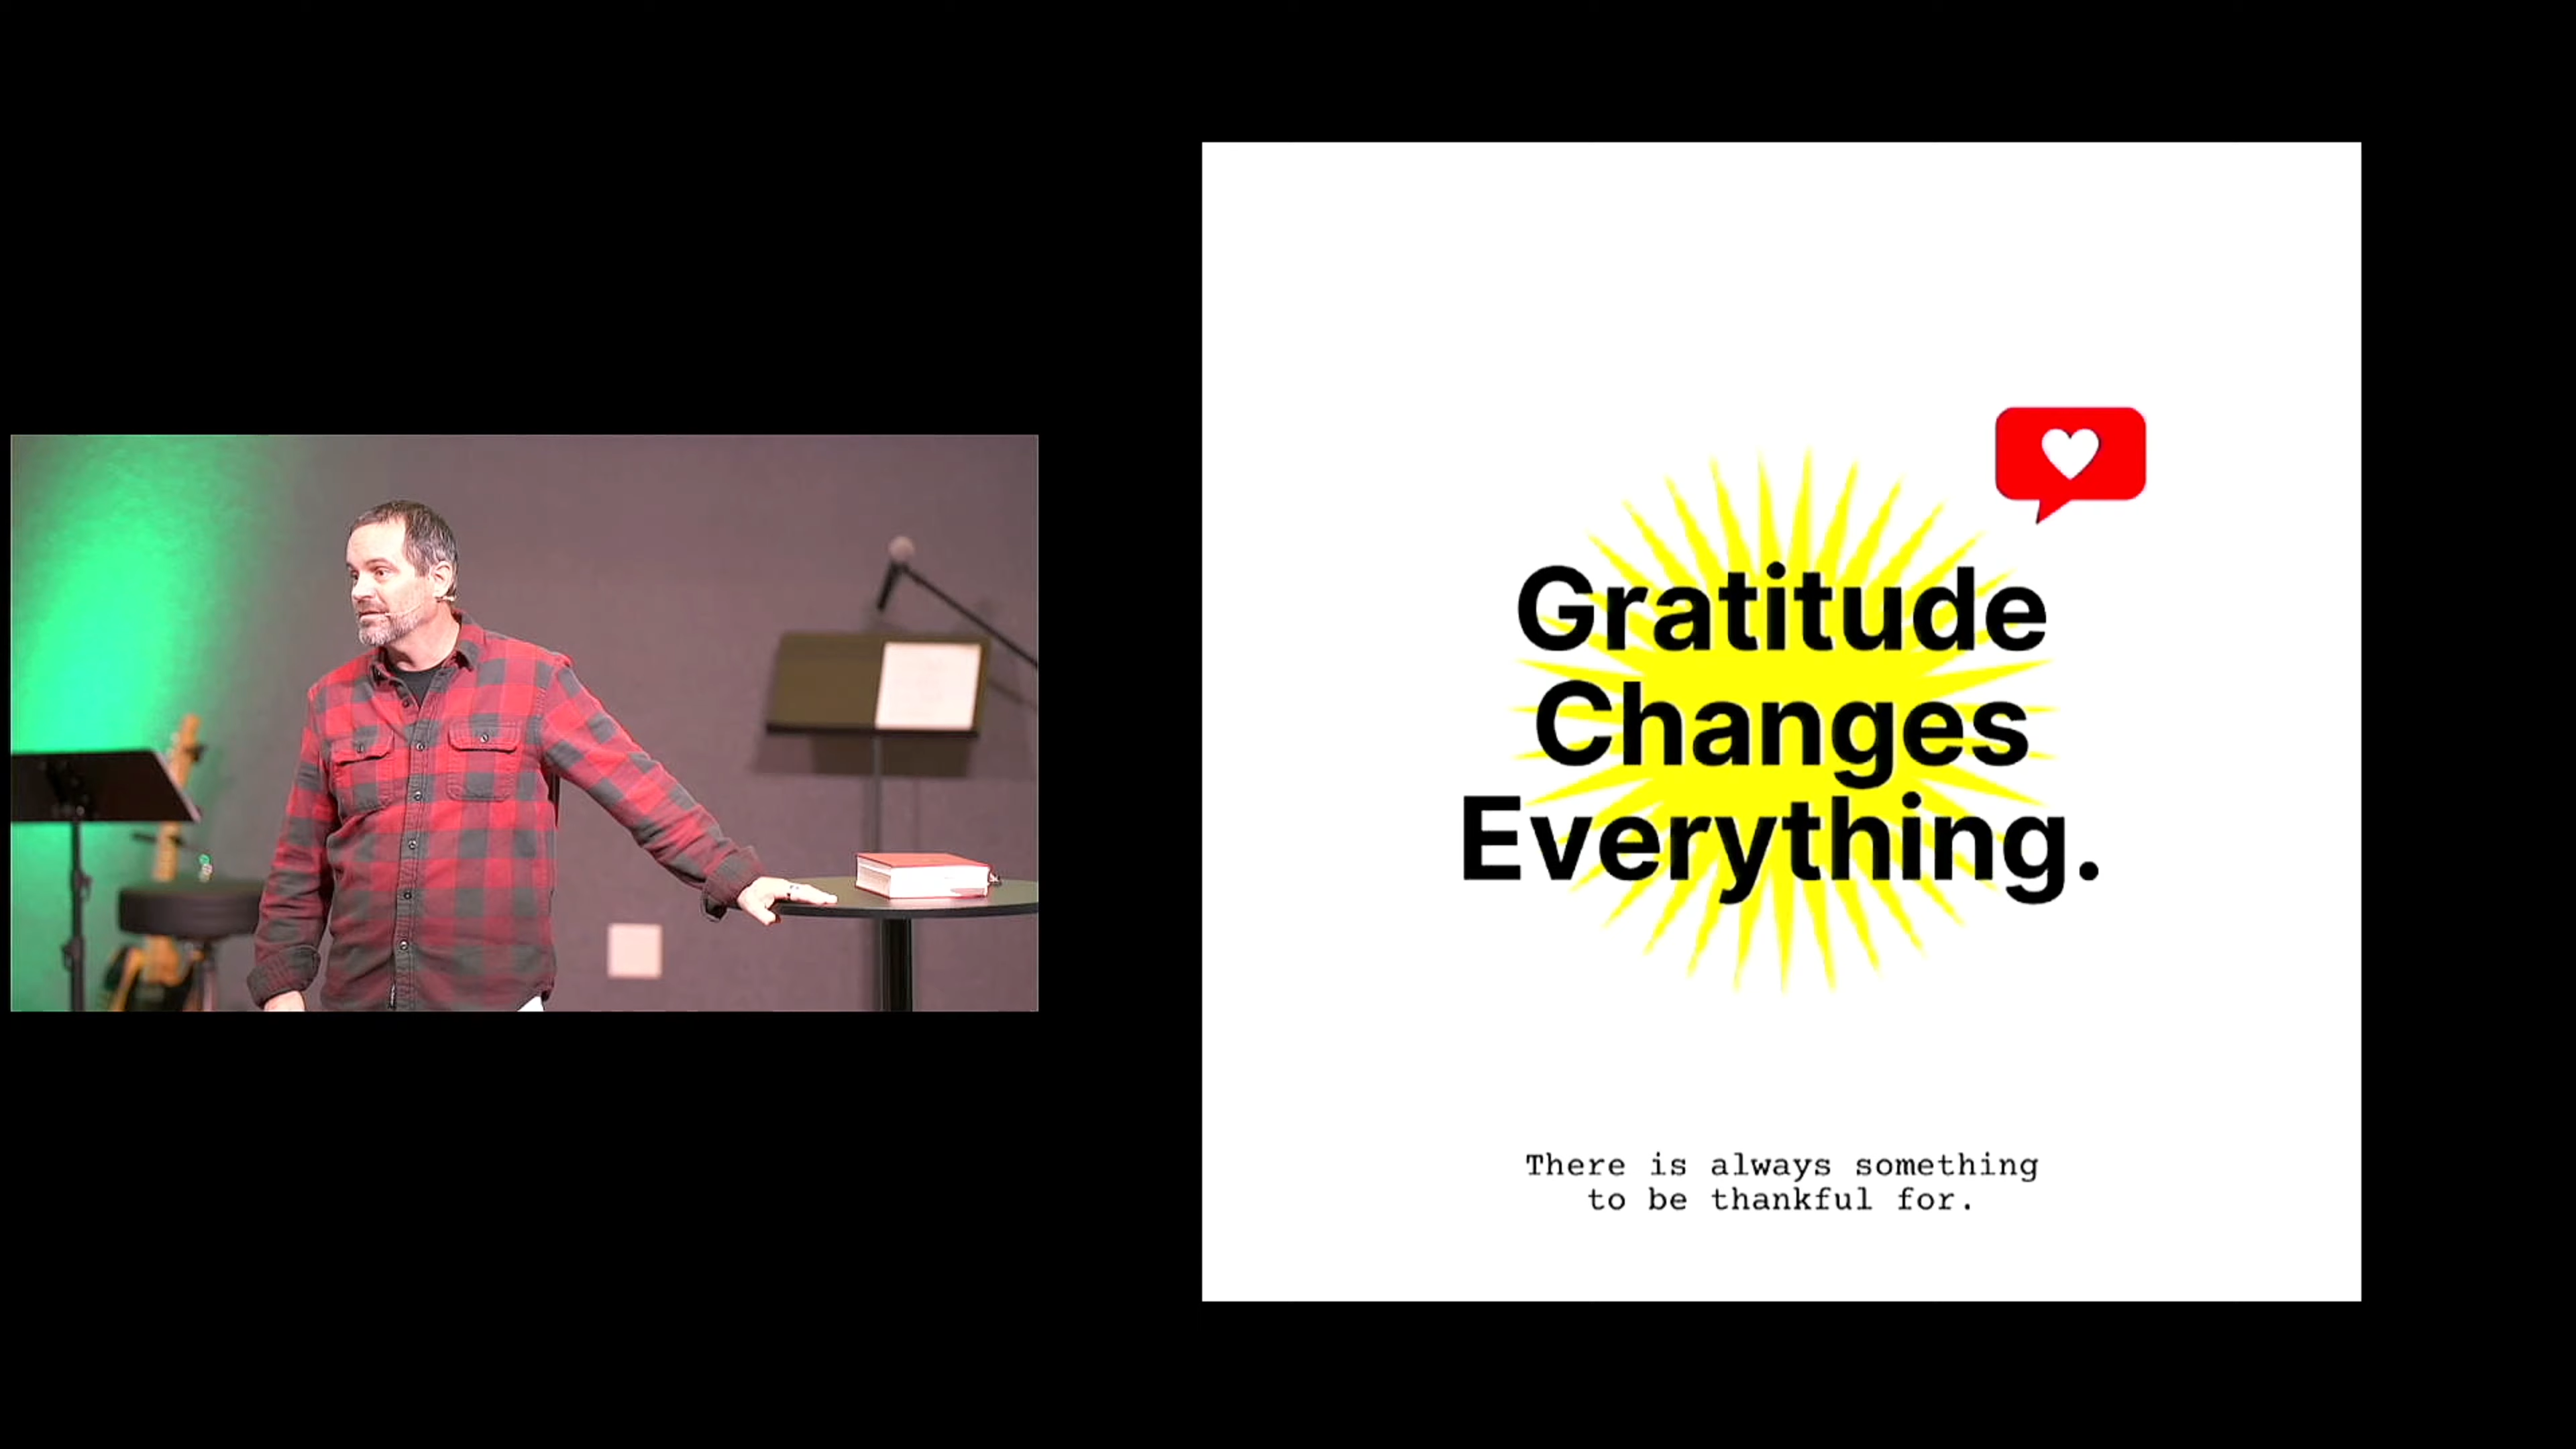 Gratitude
Changes
Everything.
There is always something
to be thankful for.